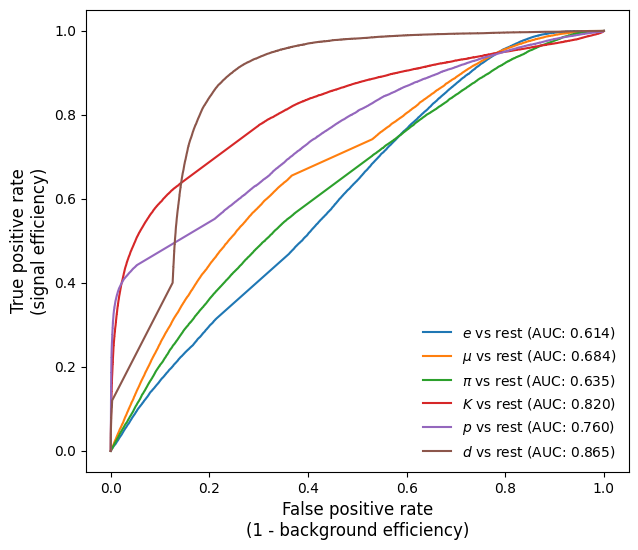 1.0
0.8
0.6
0.4
0.2
0.0
True positive rate
(signal efficiency)
e vs rest (AUC: 0.614)
μ vs rest (AUC: 0.684)
π vs rest (AUC: 0.635)
K vs rest (AUC: 0.820)
p vs rest (AUC: 0.760)
d vs rest (AUC: 0.865)
0.0 0.2 0.4 0.6 0.8 1.0
False positive rate
(1 - background efficiency)